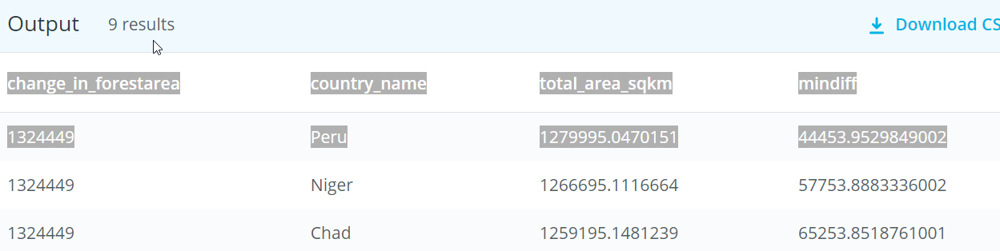 Output 9 results Download CS
change_in_forestarea country_name total_area_sqkm mindiff
1324449 Peru 1279995.0470151 44453.9529849002
1324449 Niger 1266695.1116664 57753.8883336002
1324449 Chad 1259195.1481239 65253.8518761001